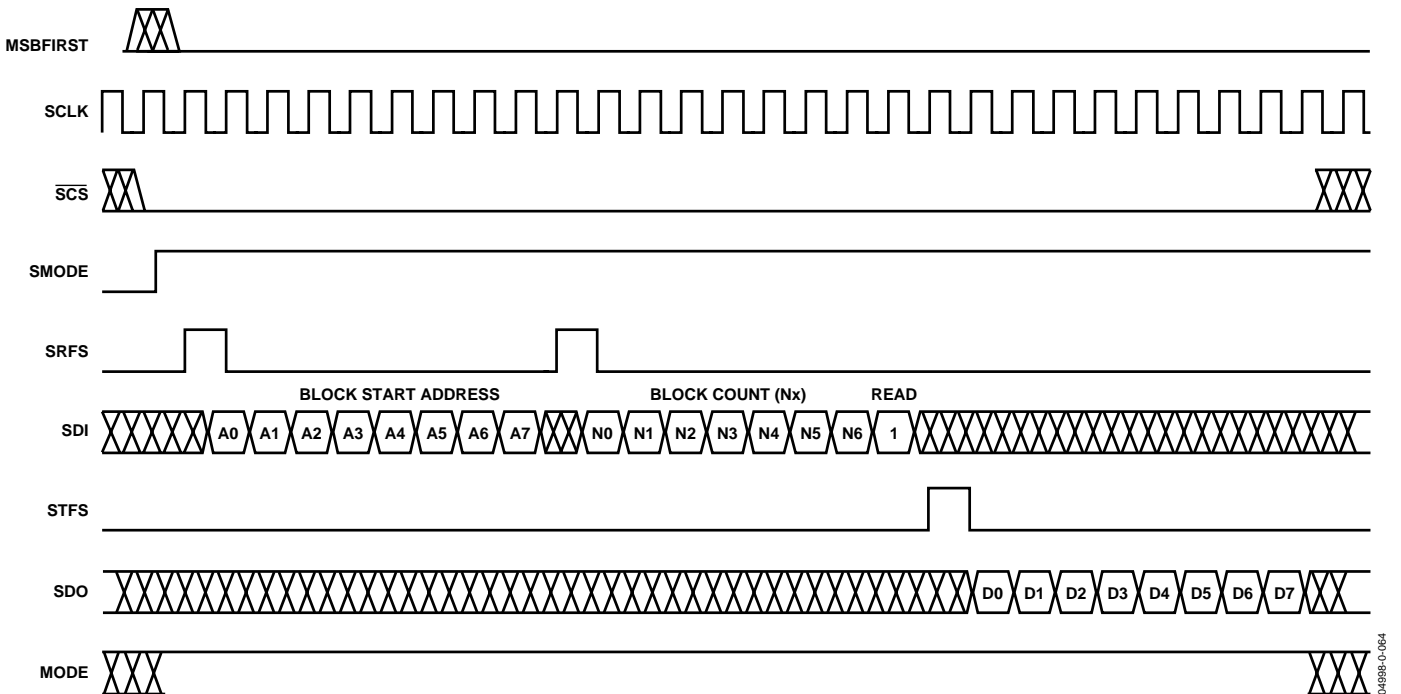 MSBFIRST
SCLK
SCS
SMODE
SRFS
BLOCK START ADDRESS BLOCK COUNT (Nx) READ
SDI A0 A1 A2 A3 A4 A5 A6 A7 N0 N1 N2 N3 N4 N5 N6 1
STFS
SDO D0 D1 D2 D3 D4 D5 D6 D7
MODE
04998-0-064